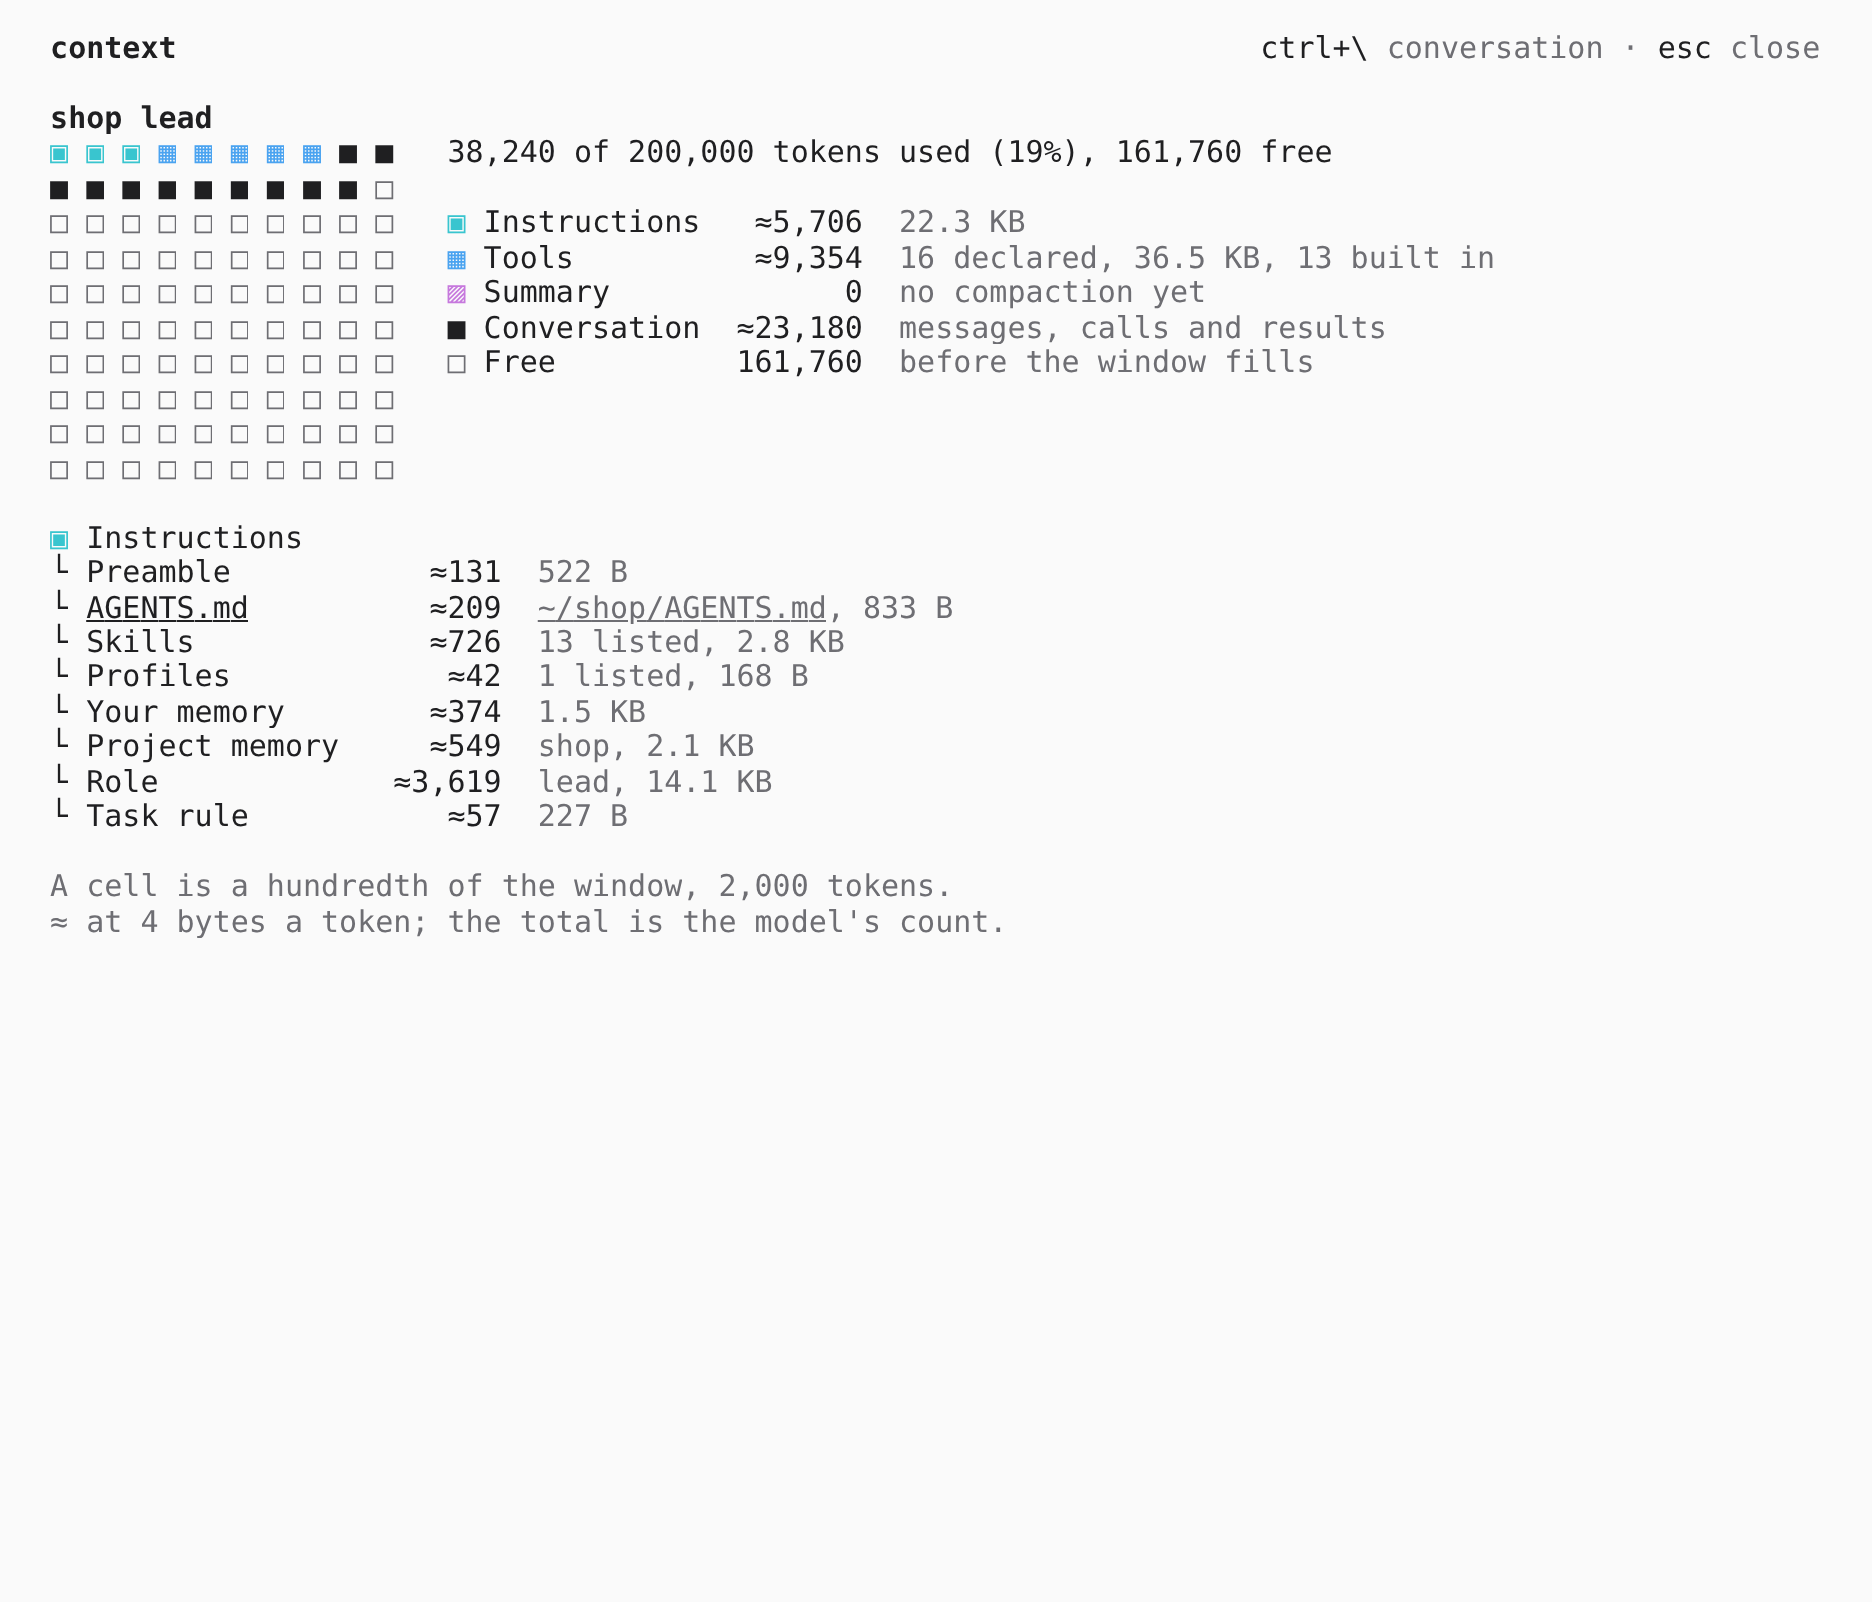 context ctrl+\ conversation · esc close
shop lead
38,240 of 200,000 tokens used (19%), 161,760 free
Instructions ≈5,706 22.3 KB
Tools ≈9,354 16 declared, 36.5 KB, 13 built in
Summary 0 no compaction yet
Conversation ≈23,180 messages, calls and results
Free 161,760 before the window fills
Instructions
└ Preamble ≈131 522 B
└ AGENTS.md ≈209 ~/shop/AGENTS.md, 833 B
└ Skills ≈726 13 listed, 2.8 KB
└ Profiles ≈42 1 listed, 168 B
└ Your memory ≈374 1.5 KB
└ Project memory ≈549 shop, 2.1 KB
└ Role ≈3,619 lead, 14.1 KB
└ Task rule ≈57 227 B
A cell is a hundredth of the window, 2,000 tokens.
≈ at 4 bytes a token; the total is the model's count.